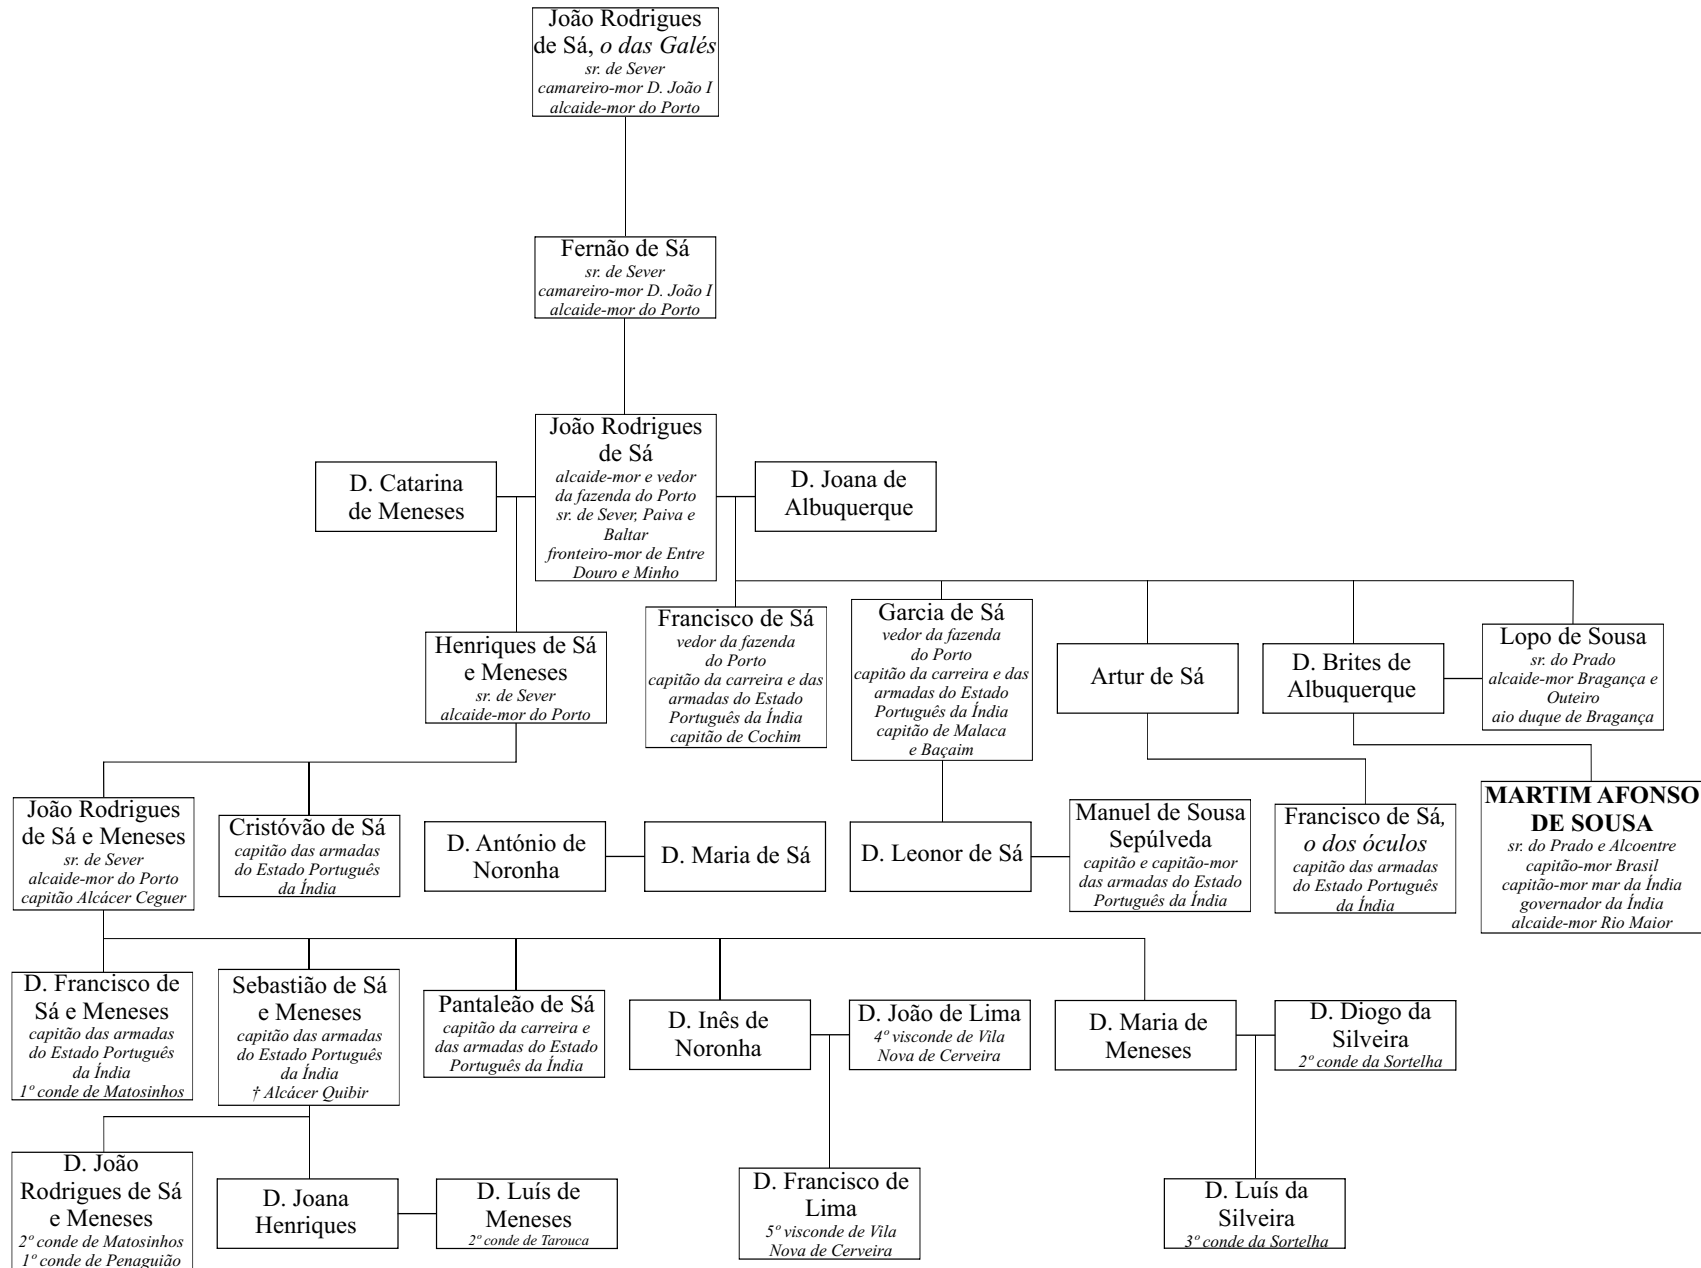 João Rodrigues
de Sá, o das Galés
sr. de Sever
camareiro-mor D. João I
alcaide-mor do Porto
Fernão de Sá
sr. de Sever
camareiro-mor D. João I
alcaide-mor do Porto
D. Catarina
de Meneses
João Rodrigues
de Sá
alcaide-mor e vedor
da fazenda do Porto
sr. de Sever, Paiva e
Baltar
fronteiro-mor de Entre
Douro e Minho
D. Joana de
Albuquerque
Henriques de Sá
e Meneses
sr. de Sever
alcaide-mor do Porto
Francisco de Sá
vedor da fazenda
do Porto
capitão da carreira e das
armadas do Estado
Português da Índia
capitão de Cochim
Garcia de Sá
vedor da fazenda
do Porto
capitão da carreira e das
armadas do Estado
Português da Índia
capitão de Malaca
e Baçaim
Artur de Sá
D. Brites de
Albuquerque
Lopo de Sousa
sr. do Prado
alcaide-mor Bragança e
Outeiro
aio duque de Bragança
João Rodrigues
de Sá e Meneses
sr. de Sever
alcaide-mor do Porto
capitão Alcácer Ceguer
Cristóvão de Sá
capitão das armadas
do Estado Português
da Índia
D. António de
Noronha
D. Maria de Sá
D. Leonor de Sá
Manuel de Sousa
Sepúlveda
capitão e capitão-mor
das armadas do Estado
Português da Índia
Francisco de Sá,
o dos óculos
capitão das armadas
do Estado Português
da Índia
MARTIM AFONSO
DE SOUSA
sr. do Prado e Alcoentre
capitão-mor Brasil
capitão-mor mar da Índia
governador da Índia
alcaide-mor Rio Maior
D. Francisco de
Sá e Meneses
capitão das armadas
do Estado Português
da Índia
1º conde de Matosinhos
Sebastião de Sá
e Meneses
capitão das armadas
do Estado Português
da Índia
† Alcácer Quibir
Pantaleão de Sá
capitão da carreira e
das armadas do Estado
Português da Índia
D. Inês de
Noronha
D. João de Lima
4º visconde de Vila
Nova de Cerveira
D. Maria de
Meneses
D. Diogo da
Silveira
2º conde da Sortelha
D. João
Rodrigues de Sá
e Meneses
2º conde de Matosinhos
1º conde de Penaguião
D. Joana
Henriques
D. Luís de
Meneses
2º conde de Tarouca
D. Francisco de
Lima
5º visconde de Vila
Nova de Cerveira
D. Luís da
Silveira
3º conde da Sortelha